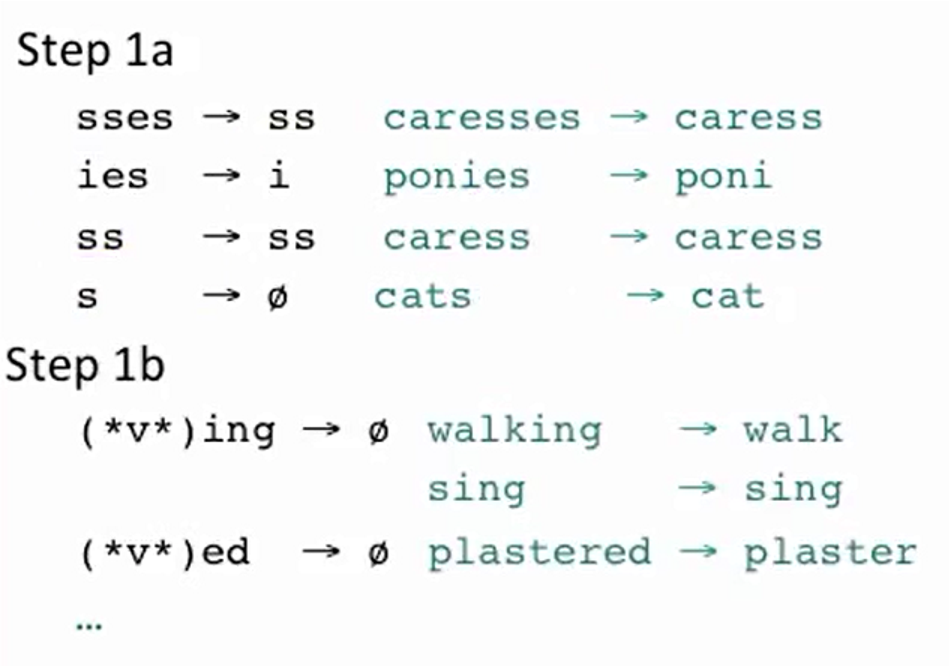 Step 1a
sses → ss caresses → caress
ies → i ponies → poni
ss → ss caress → caress
s → ø cats → cat
Step 1b
(*v*)ing → ø walking → walk
sing → sing
(*v*)ed → ø plastered → plaster
…